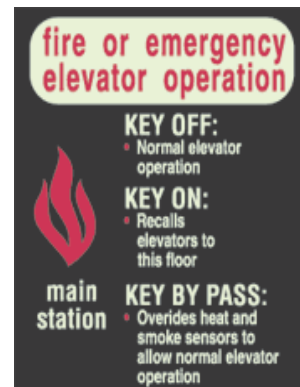 fire or emergency
elevator operation
KEY OFF:
• Normal elevator
operation
KEY ON:
• Recalls
elevators to
this floor
main
station
KEY BY PASS:
• Overides heat and
smoke sensors to
allow normal elevator
operation